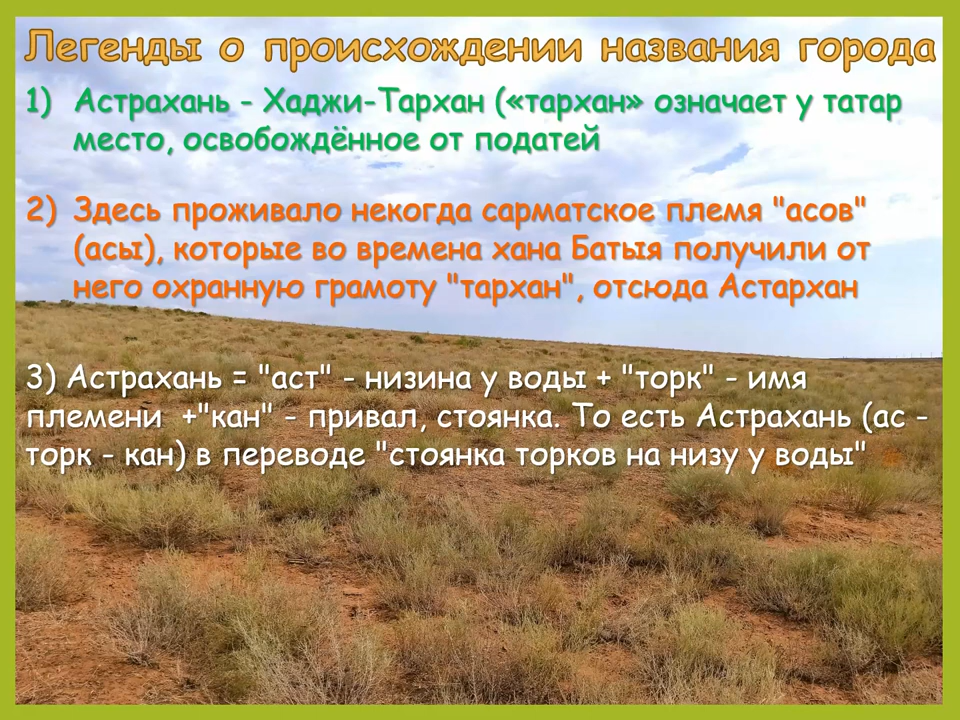 Легенды о происхождении названия города
1) Астрахань - Хаджи-Тархан («тархан» означает у татар
место, освобождённое от податей
2) Здесь проживало некогда сарматское племя "асов"
(асы), которые во времена хана Батыя получили от
него охранную грамоту "тархан", отсюда Астархан
3) Астрахань = "аст" - низина у воды + "торк" - имя
племени +"кан" - привал, стоянка. То есть Астрахань (ас -
торк - кан) в переводе "стоянка торков на низу у воды"